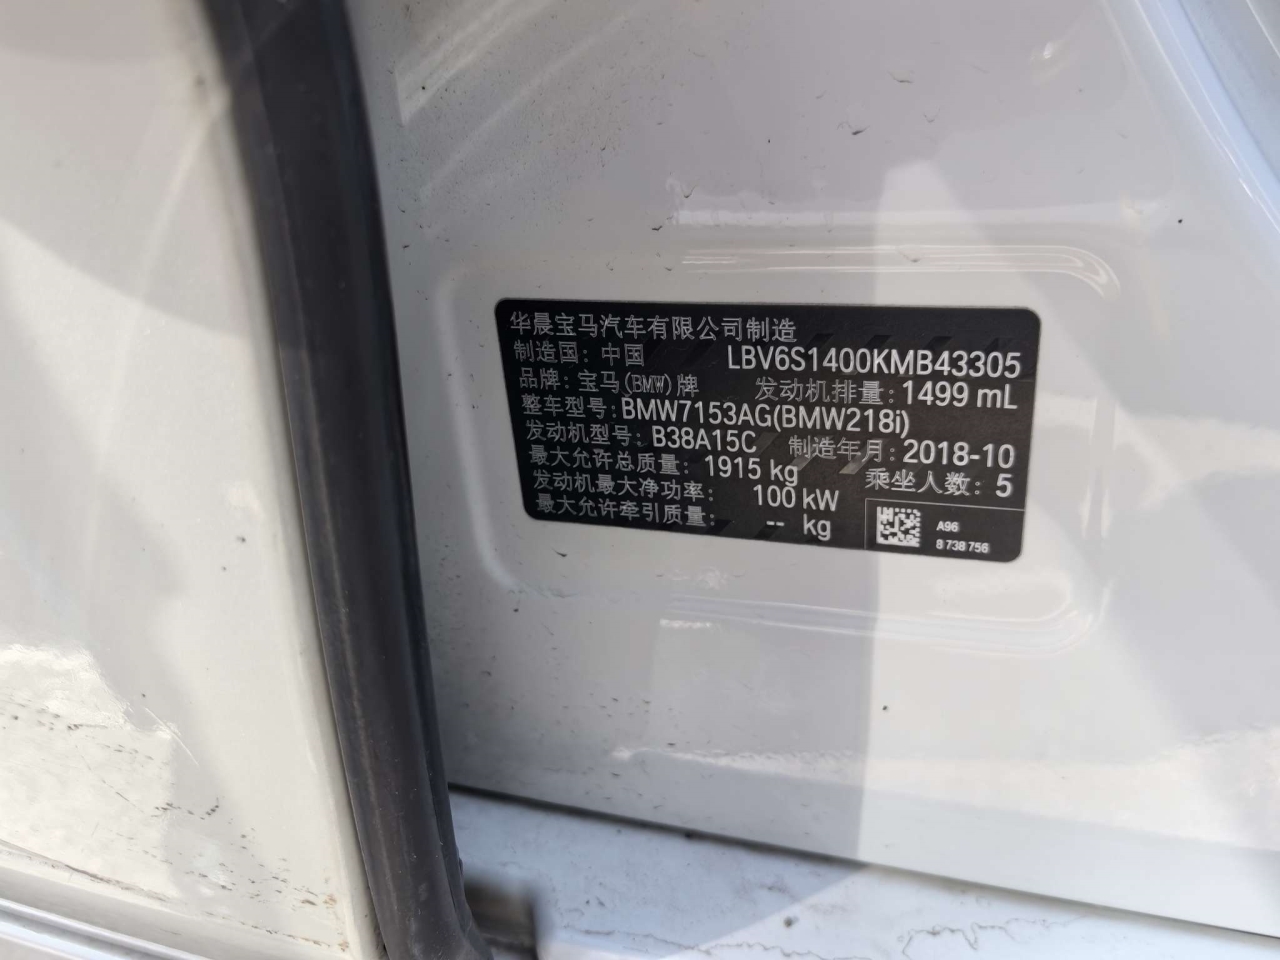 华晨宝马汽车有限公司制造
制造国: 中国 LBV6S1400KMB43305
品牌: 宝马(BMW)牌 发动机排量: 1499 mL
整车型号: BMW7153AG(BMW218i)
发动机型号: B38A15C 制造年月: 2018-10
最大允许总质量: 1915 kg 乘坐人数: 5
发动机最大净功率: 100 kW
最大允许牵引质量: -- kg
A96
8 738 756